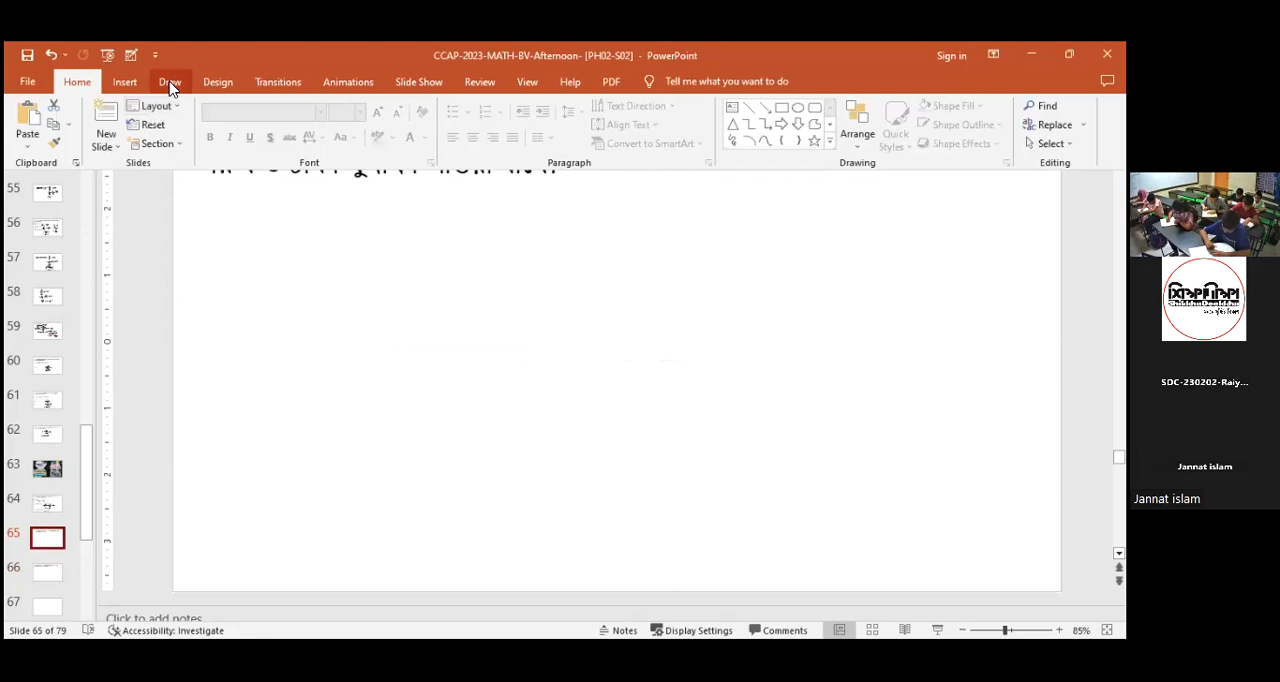 CCAP-2023-MATH-BV-Afternoon- [PH02-S02] - PowerPoint
Sign in
File Home Insert Draw Design Transitions Animations Slide Show Review View Help PDF Tell me what you want to do
Paste
New Slide
Layout
Reset
Section
Aa
Text Direction
Align Text
Convert to SmartArt
Arrange
Quick Styles
Shape Fill
Shape Outline
Shape Effects
Find
Replace
Select
Clipboard Slides Font Paragraph Drawing Editing
55
56
57
58
59
60
61
62
63
64
65
66
67
SDC-230202-Raiy...
Jannat islam
Jannat islam
Click to add notes
Slide 65 of 79 Accessibility: Investigate Notes Display Settings Comments 85%